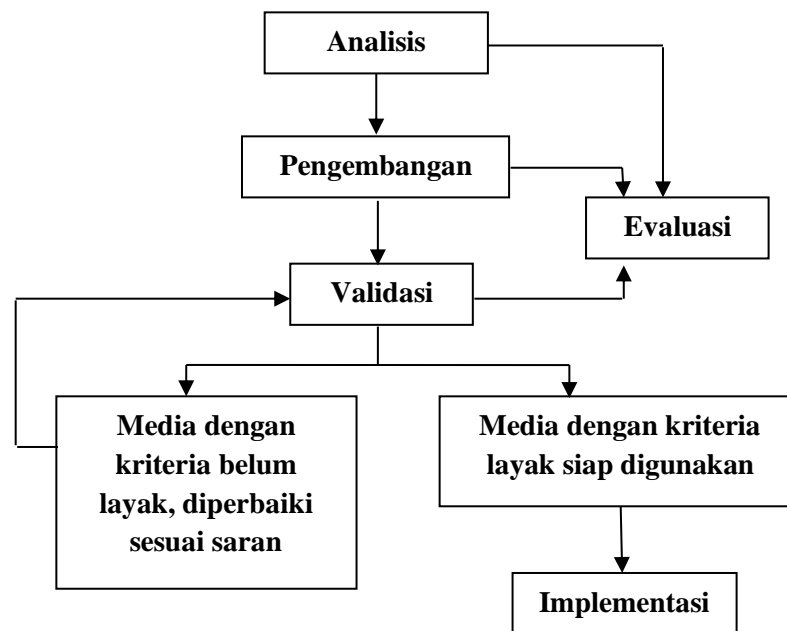 Analisis
Pengembangan
Evaluasi
Validasi
Media dengan
kriteria belum
layak, diperbaiki
sesuai saran
Media dengan kriteria
layak siap digunakan
Implementasi